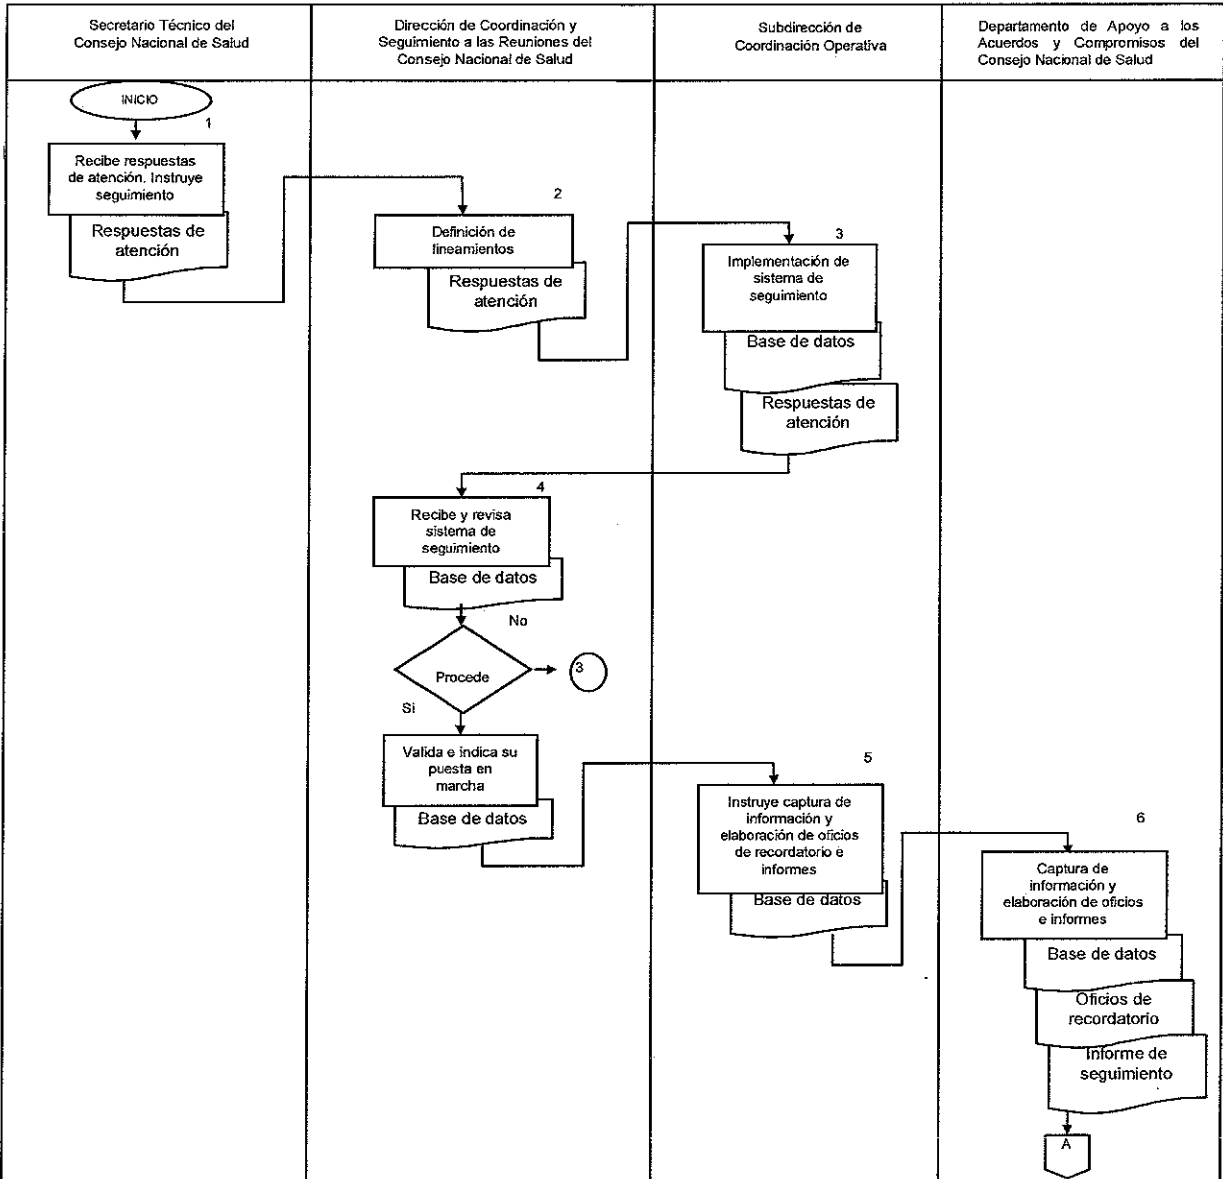 Secretario Técnico del
Consejo Nacional de Salud
Dirección de Coordinación y
Seguimiento a las Reuniones del
Consejo Nacional de Salud
Subdirección de
Coordinación Operativa
Departamento de Apoyo a los
Acuerdos y Compromisos del
Consejo Nacional de Salud
INICIO
1
Recibe respuestas
de atención. Instruye
seguimiento
Respuestas de
atención
2
Definición de
lineamientos
Respuestas de
atención
3
Implementación de
sistema de
seguimiento
Base de datos
Respuestas de
atención
4
Recibe y revisa
sistema de
seguimiento
Base de datos
No
Procede
3
Si
Valida e indica su
puesta en
marcha
Base de datos
5
Instruye captura de
información y
elaboración de oficios
de recordatorio e
informes
Base de datos
6
Captura de
información y
elaboración de oficios
e informes
Base de datos
Oficios de
recordatorio
Informe de
seguimiento
A